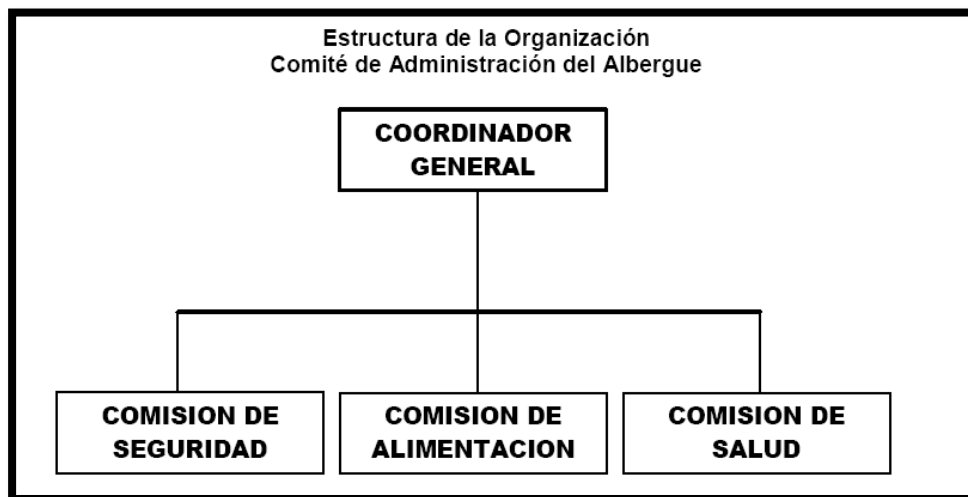 Estructura de la Organización
Comité de Administración del Albergue
COORDINADOR
GENERAL
COMISION DE
SEGURIDAD
COMISION DE
ALIMENTACION
COMISION DE
SALUD